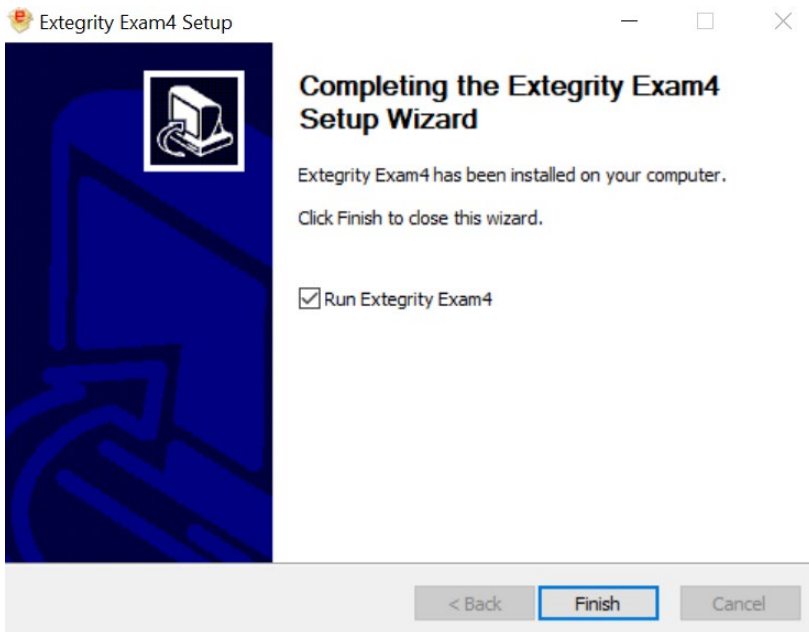 Extegrity Exam4 Setup
Completing the Extegrity Exam4
Setup Wizard
Extegrity Exam4 has been installed on your computer.
Click Finish to close this wizard.
Run Extegrity Exam4
< Back
Finish
Cancel